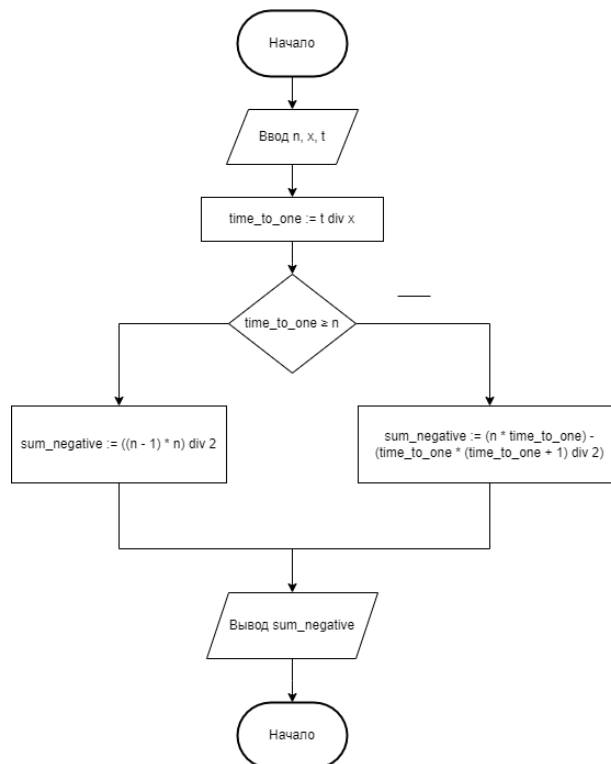 Начало
Ввод n, x, t
time_to_one := t div x
time_to_one ≥ n
sum_negative := ((n - 1) * n) div 2
sum_negative := (n * time_to_one) -
(time_to_one * (time_to_one + 1) div 2)
Вывод sum_negative
Начало